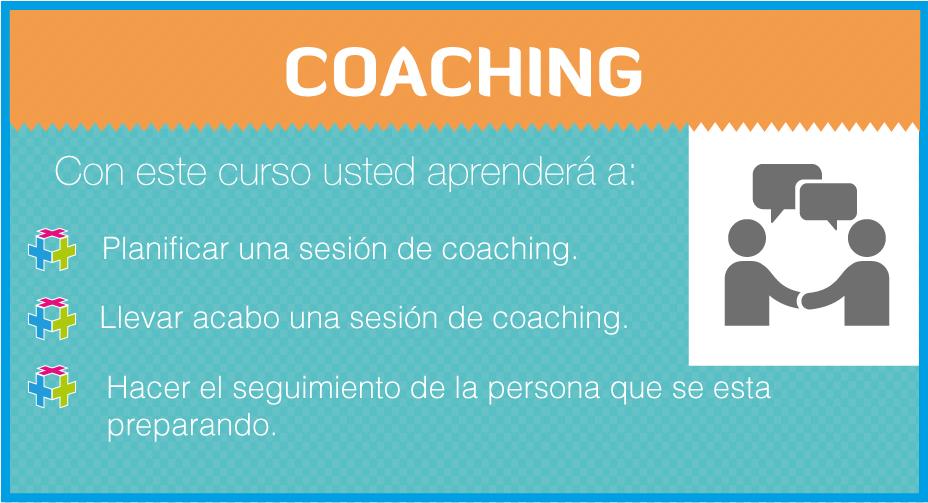 COACHING
Con este curso usted aprenderá a:
Planificar una sesión de coaching.
Llevar acabo una sesión de coaching.
Hacer el seguimiento de la persona que se esta
preparando.